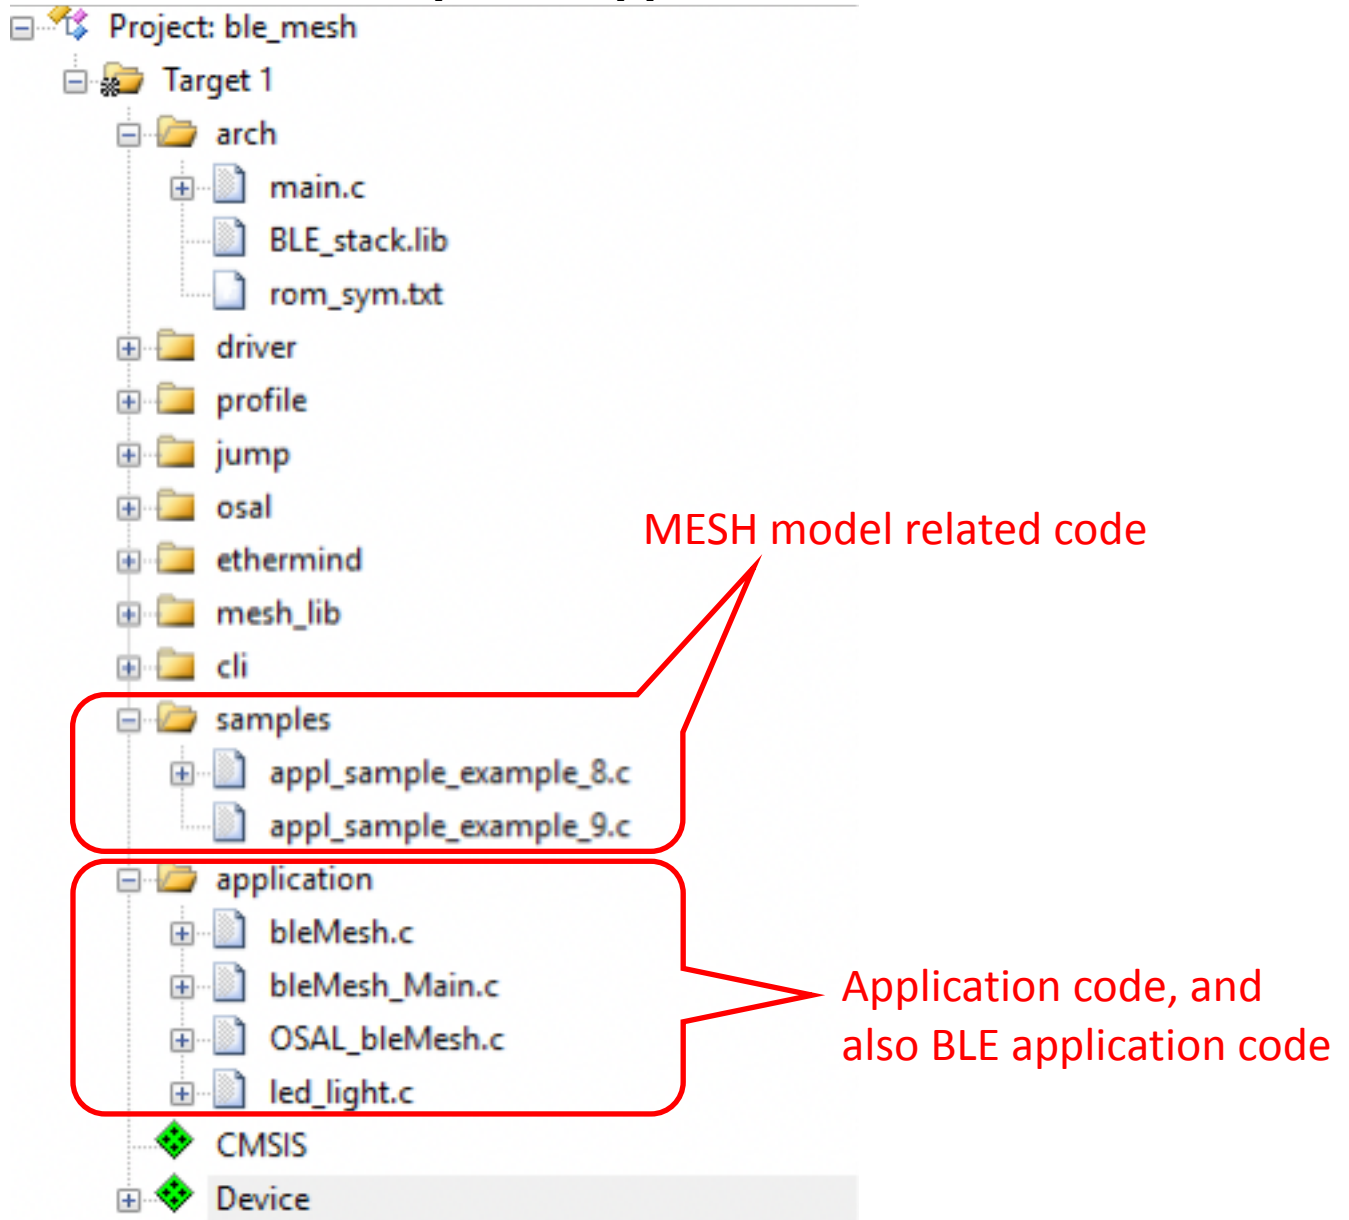 Project: ble_mesh
Target 1
arch
main.c
BLE_stack.lib
rom_sym.txt
driver
profile
jump
osal
MESH model related code
ethermind
mesh_lib
cli
samples
appl_sample_example_8.c
appl_sample_example_9.c
application
bleMesh.c
bleMesh_Main.c
Application code, and
also BLE application code
OSAL_bleMesh.c
led_light.c
CMSIS
Device